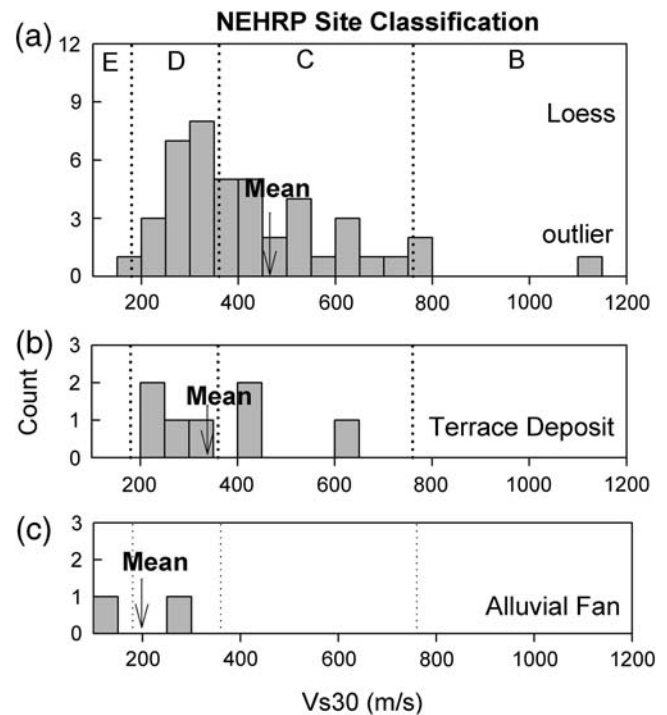 NEHRP Site Classification
(a)
12
E D C B
9
Loess
6
Mean
3
outlier
0
200 400 600 800 1000 1200
(b)
3
2
Mean
1
Terrace Deposit
0
Count
200 400 600 800 1000 1200
(c)
3
2
Mean
1
Alluvial Fan
0
200 400 600 800 1000 1200
Vs30 (m/s)